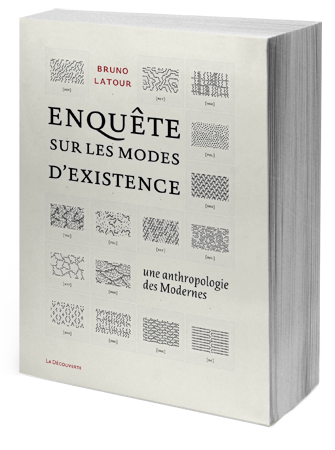 BRUNO
LATOUR
ENQUÊTE
SUR LES MODES
D'EXISTENCE
une anthropologie
des Modernes
La Découverte